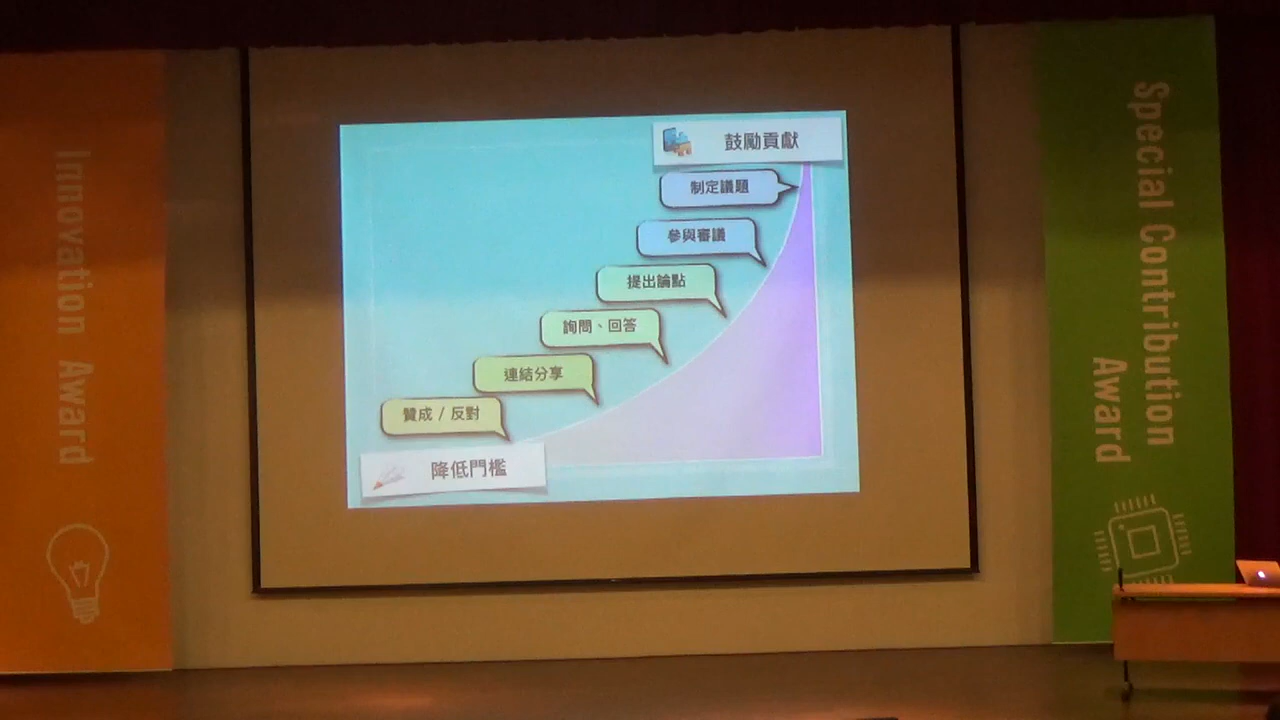 Innovation Award
鼓勵貢獻
制定議題
參與審議
提出論點
詢問、回答
連結分享
贊成 / 反對
降低門檻
Special Contribution
Award